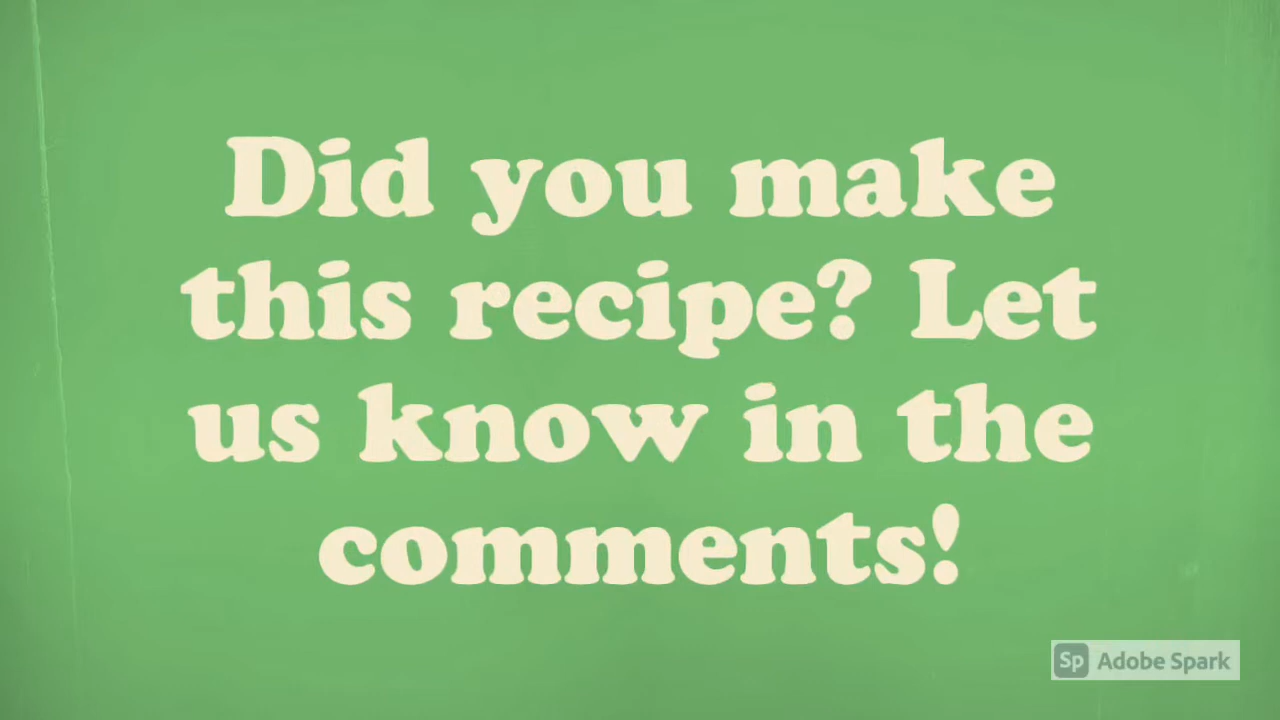 Did you make
this recipe? Let
us know in the
comments!
Sp Adobe Spark